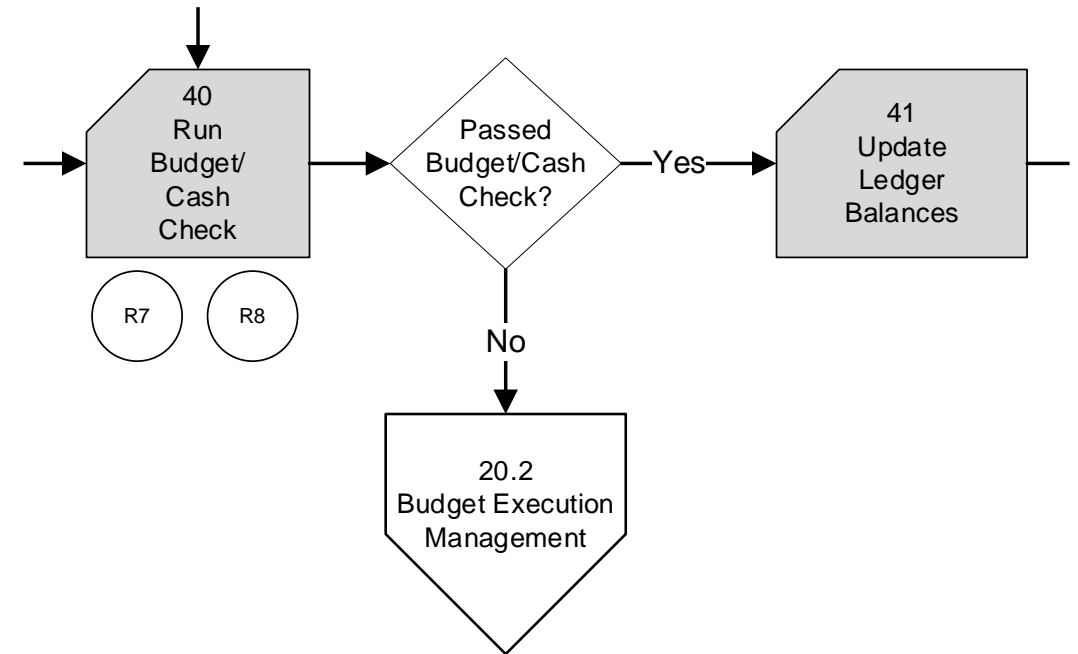 40
Run
Budget/
Cash
Check
R7
R8
Passed
Budget/Cash
Check?
Yes
No
41
Update
Ledger
Balances
20.2
Budget Execution
Management